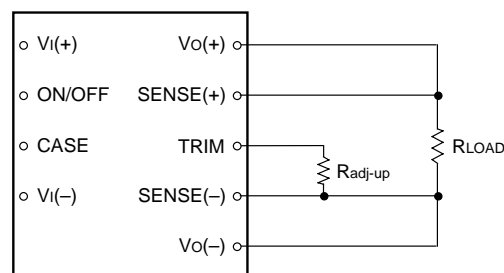 VI(+) VO(+)
ON/OFF SENSE(+)
CASE TRIM
Radj-up
RLOAD
VI(–) SENSE(–)
VO(–)